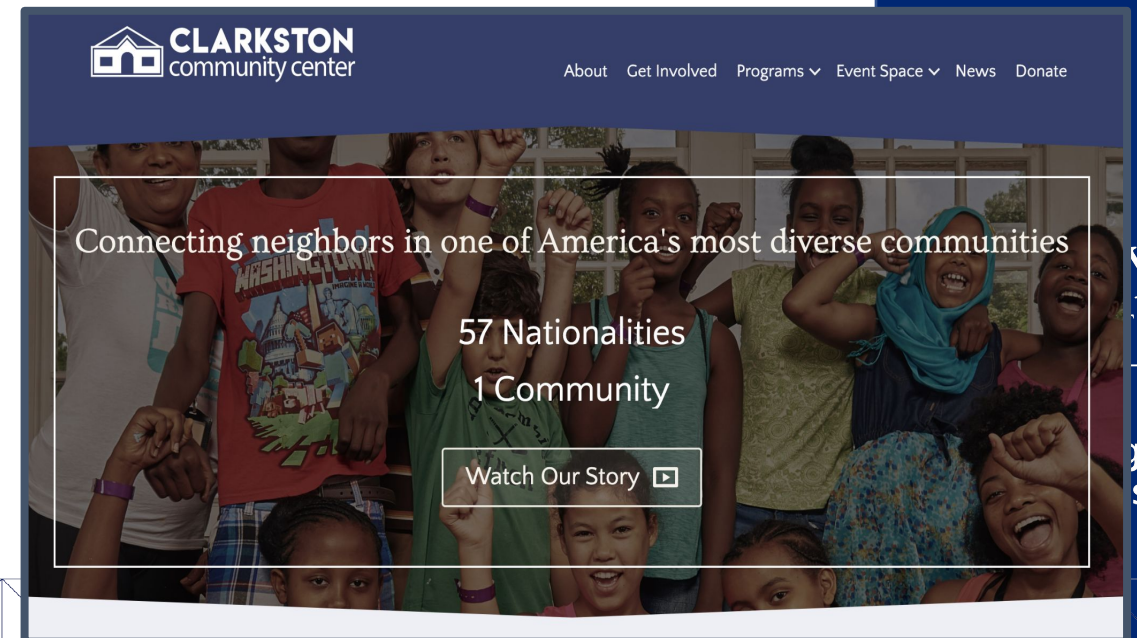 CLARKSTON
community center
About Get Involved Programs Event Space News Donate
Connecting neighbors in one of America's most diverse communities
WASHINGTON
57 Nationalities
1 Community
Watch Our Story